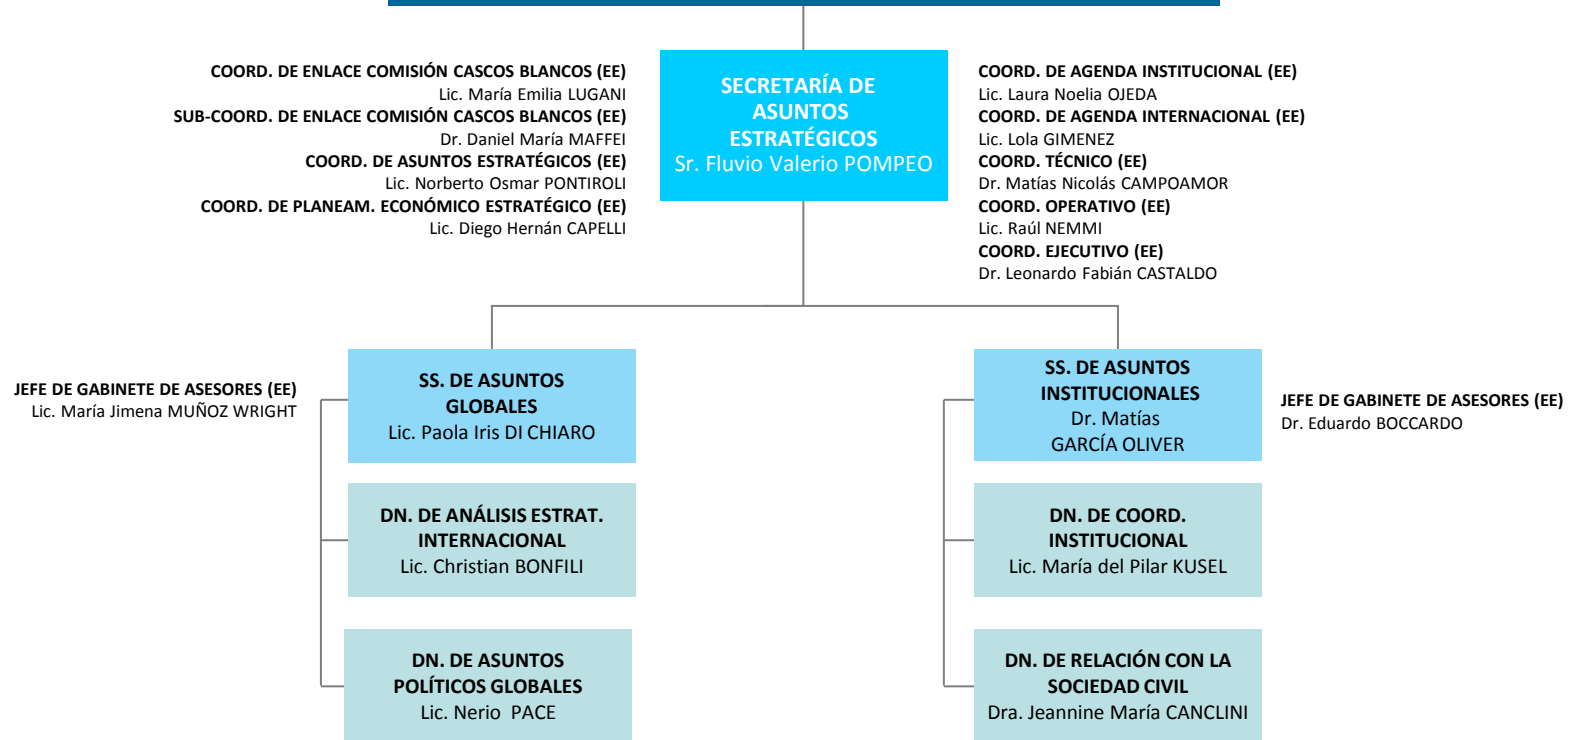 COORD. DE ENLACE COMISIÓN CASCOS BLANCOS (EE)
Lic. María Emilia LUGANI
SUB-COORD. DE ENLACE COMISIÓN CASCOS BLANCOS (EE)
Dr. Daniel María MAFFEI
COORD. DE ASUNTOS ESTRATÉGICOS (EE)
Lic. Norberto Osmar PONTIROLI
COORD. DE PLANEAM. ECONÓMICO ESTRATÉGICO (EE)
Lic. Diego Hernán CAPELLI
SECRETARÍA DE
ASUNTOS
ESTRATÉGICOS
Sr. Fluvio Valerio POMPEO
COORD. DE AGENDA INSTITUCIONAL (EE)
Lic. Laura Noelia OJEDA
COORD. DE AGENDA INTERNACIONAL (EE)
Lic. Lola GIMENEZ
COORD. TÉCNICO (EE)
Dr. Matías Nicolás CAMPOAMOR
COORD. OPERATIVO (EE)
Lic. Raúl NEMMI
COORD. EJECUTIVO (EE)
Dr. Leonardo Fabián CASTALDO
JEFE DE GABINETE DE ASESORES (EE)
Lic. María Jimena MUÑOZ WRIGHT
SS. DE ASUNTOS
GLOBALES
Lic. Paola Iris DI CHIARO
SS. DE ASUNTOS
INSTITUCIONALES
Dr. Matías
GARCÍA OLIVER
JEFE DE GABINETE DE ASESORES (EE)
Dr. Eduardo BOCCARDO
DN. DE ANÁLISIS ESTRAT.
INTERNACIONAL
Lic. Christian BONFILI
DN. DE COORD.
INSTITUCIONAL
Lic. María del Pilar KUSEL
DN. DE ASUNTOS
POLÍTICOS GLOBALES
Lic. Nerio  PACE
DN. DE RELACIÓN CON LA
SOCIEDAD CIVIL
Dra. Jeannine María CANCLINI